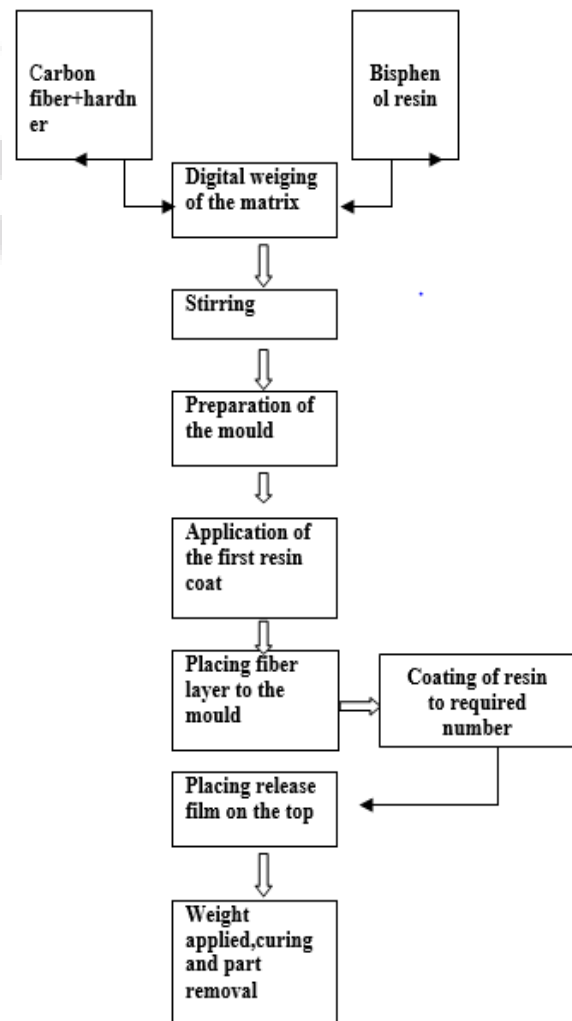 Carbon
fiber+hardn
er
Bisphen
ol resin
Digital weiging
of the matrix
Stirring
Preparation of
the mould
Application of
the first resin
coat
Placing fiber
layer to the
mould
Coating of resin
to required
number
Placing release
film on the top
Weight
applied,curing
and part
removal